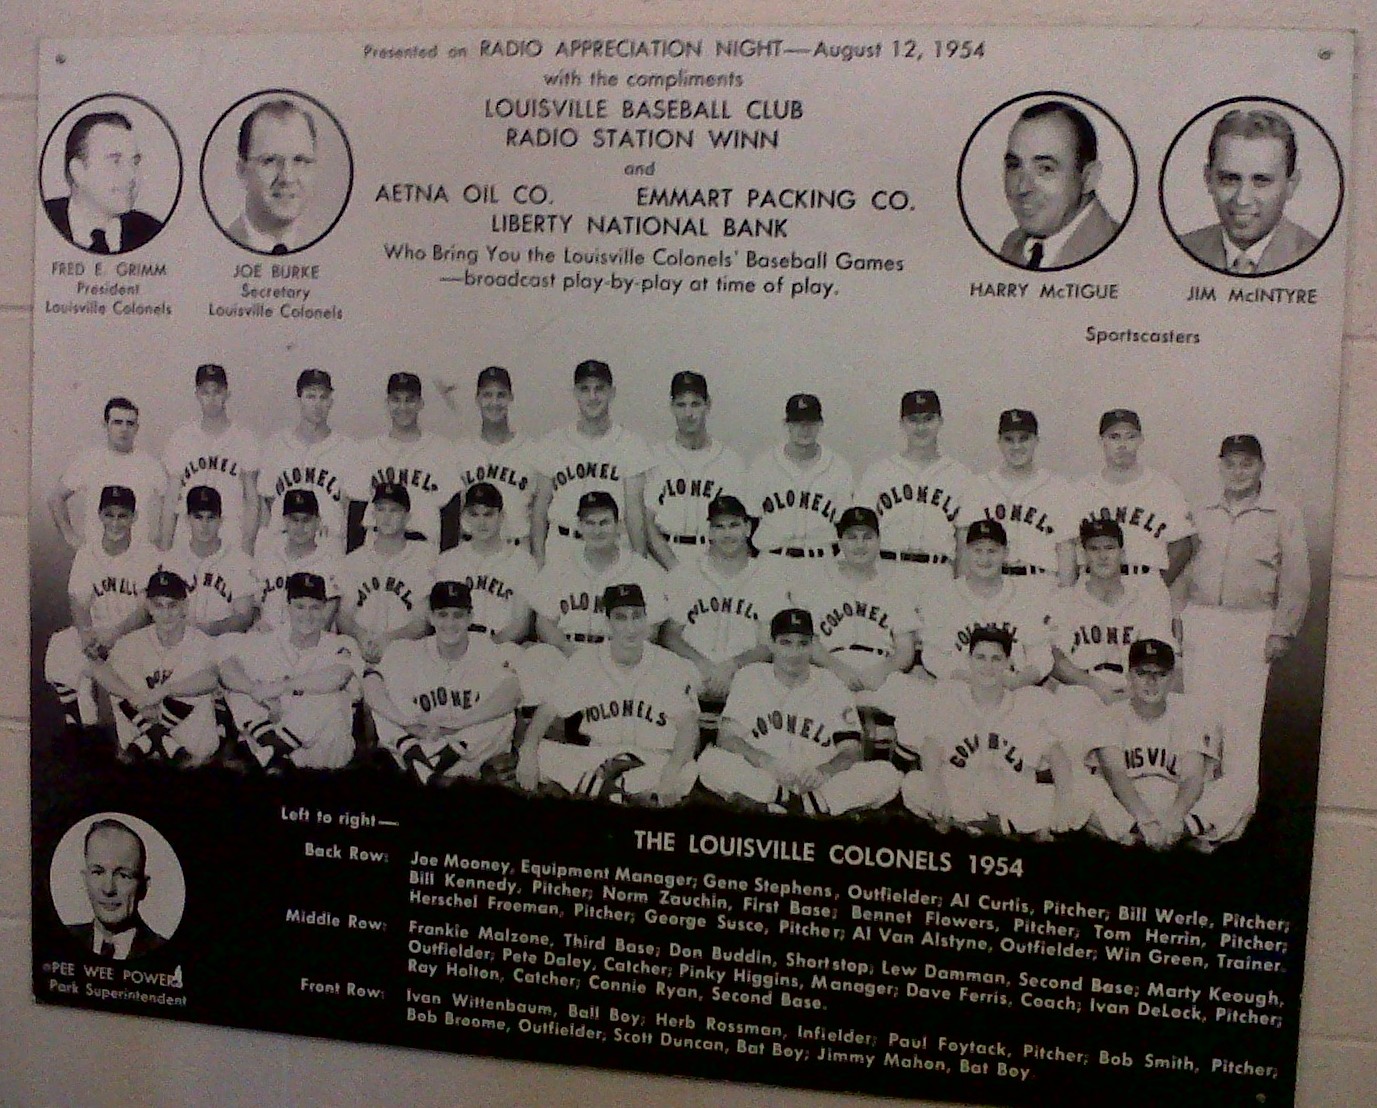 Presented on RADIO APPRECIATION NIGHT—August 12, 1954
with the compliments
LOUISVILLE BASEBALL CLUB
RADIO STATION WINN
and
AETNA OIL CO. EMMART PACKING CO.
LIBERTY NATIONAL BANK
Who Bring You the Louisville Colonels' Baseball Games
—broadcast play-by-play at time of play.
FRED E. GRIMM
President
Louisville Colonels
JOE BURKE
Secretary
Louisville Colonels
HARRY McTIGUE
JIM McINTYRE
Sportscasters
PEE WEE POWERS
Park Superintendent
THE LOUISVILLE COLONELS 1954
Left to right—
Back Row: Joe Mooney, Equipment Manager; Gene Stephens, Outfielder; Al Curtis, Pitcher; Bill Werle, Pitcher;
Bill Kennedy, Pitcher; Norm Zauchin, First Base; Bennet Flowers, Pitcher; Tom Herrin, Pitcher;
Herschel Freeman, Pitcher; George Susce, Pitcher; Al Van Alstyne, Outfielder; Win Green, Trainer.
Middle Row: Frankie Malzone, Third Base; Don Buddin, Shortstop; Lew Damman, Second Base; Marty Keough,
Outfielder; Pete Daley, Catcher; Pinky Higgins, Manager; Dave Ferris, Coach; Ivan DeLock, Pitcher;
Ray Holton, Catcher; Connie Ryan, Second Base.
Front Row: Ivan Wittenbaum, Ball Boy; Herb Rossman, Infielder; Paul Foytack, Pitcher; Bob Smith, Pitcher;
Bob Broome, Outfielder; Scott Duncan, Bat Boy; Jimmy Mahon, Bat Boy.